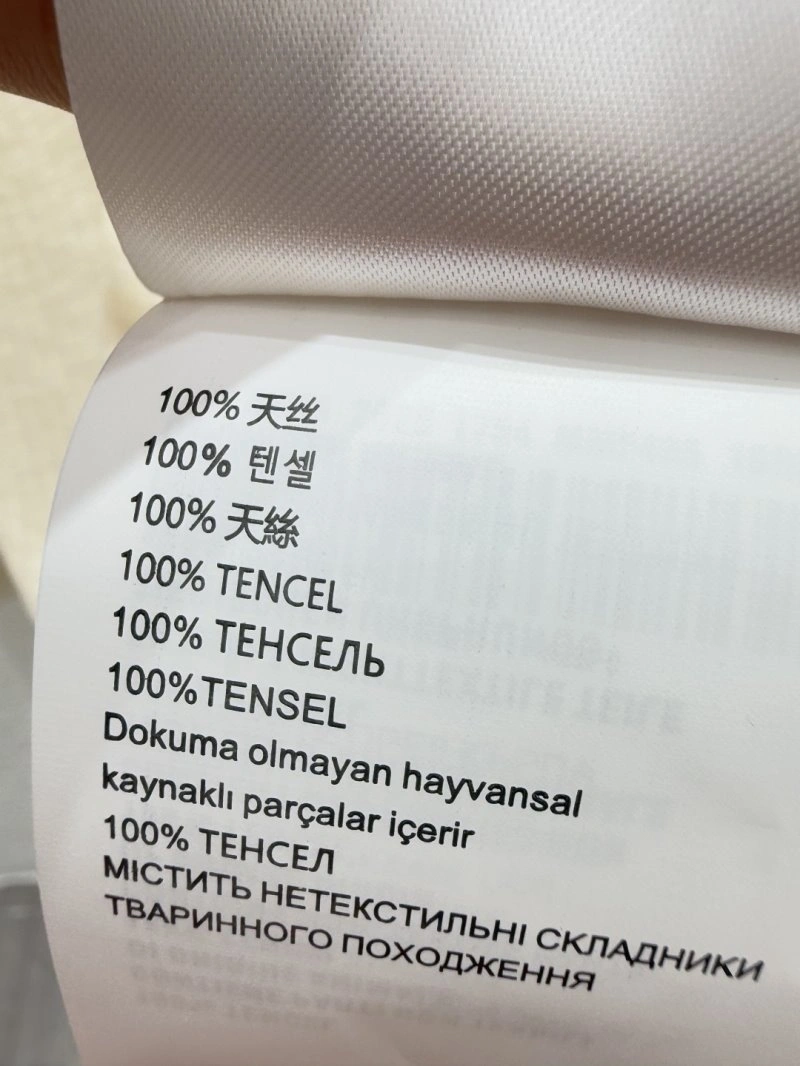 100% 天丝
100% 텐셀
100% 天絲
100% TENCEL
100% ТЕНСЕЛЬ
100%TENSEL
Dokuma olmayan hayvansal
kaynaklı parçalar içerir
100% ТЕНСЕЛ
МІСТИТЬ НЕТЕКСТИЛЬНІ СКЛАДНИКИ
ТВАРИННОГО ПОХОДЖЕННЯ